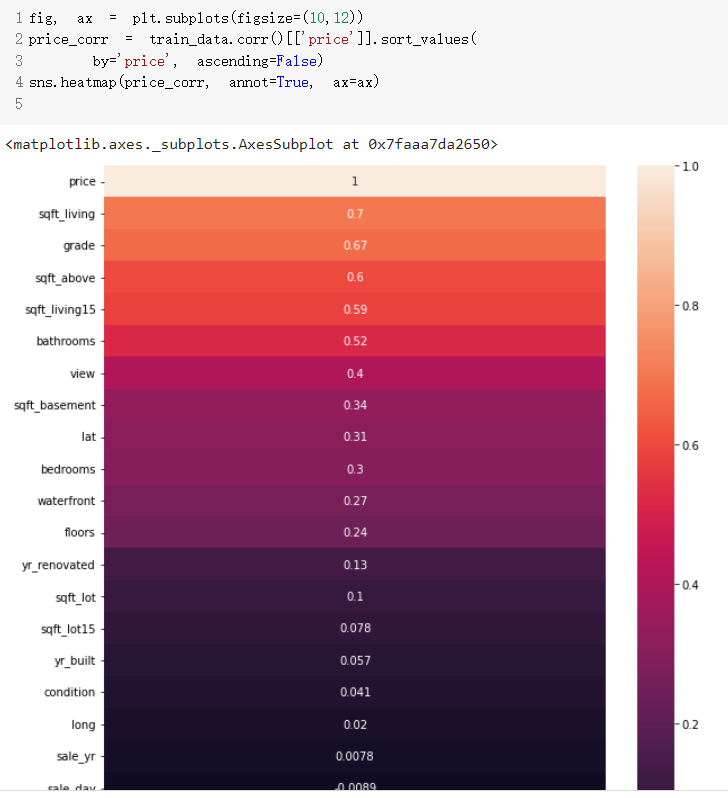 1 fig, ax = plt.subplots(figsize=(10,12))
2 price_corr = train_data.corr()[['price']].sort_values(
3 by='price', ascending=False)
4 sns.heatmap(price_corr, annot=True, ax=ax)
5
<matplotlib.axes._subplots.AxesSubplot at 0x7faaa7da2650>
price 1
sqft_living 0.7
grade 0.67
sqft_above 0.6
sqft_living15 0.59
bathrooms 0.52
view 0.4
sqft_basement 0.34
lat 0.31
bedrooms 0.3
waterfront 0.27
floors 0.24
yr_renovated 0.13
sqft_lot 0.1
sqft_lot15 0.078
yr_built 0.057
condition 0.041
long 0.02
sale_yr 0.0078
sale_day -0.0089
1.0
0.8
0.6
0.4
0.2